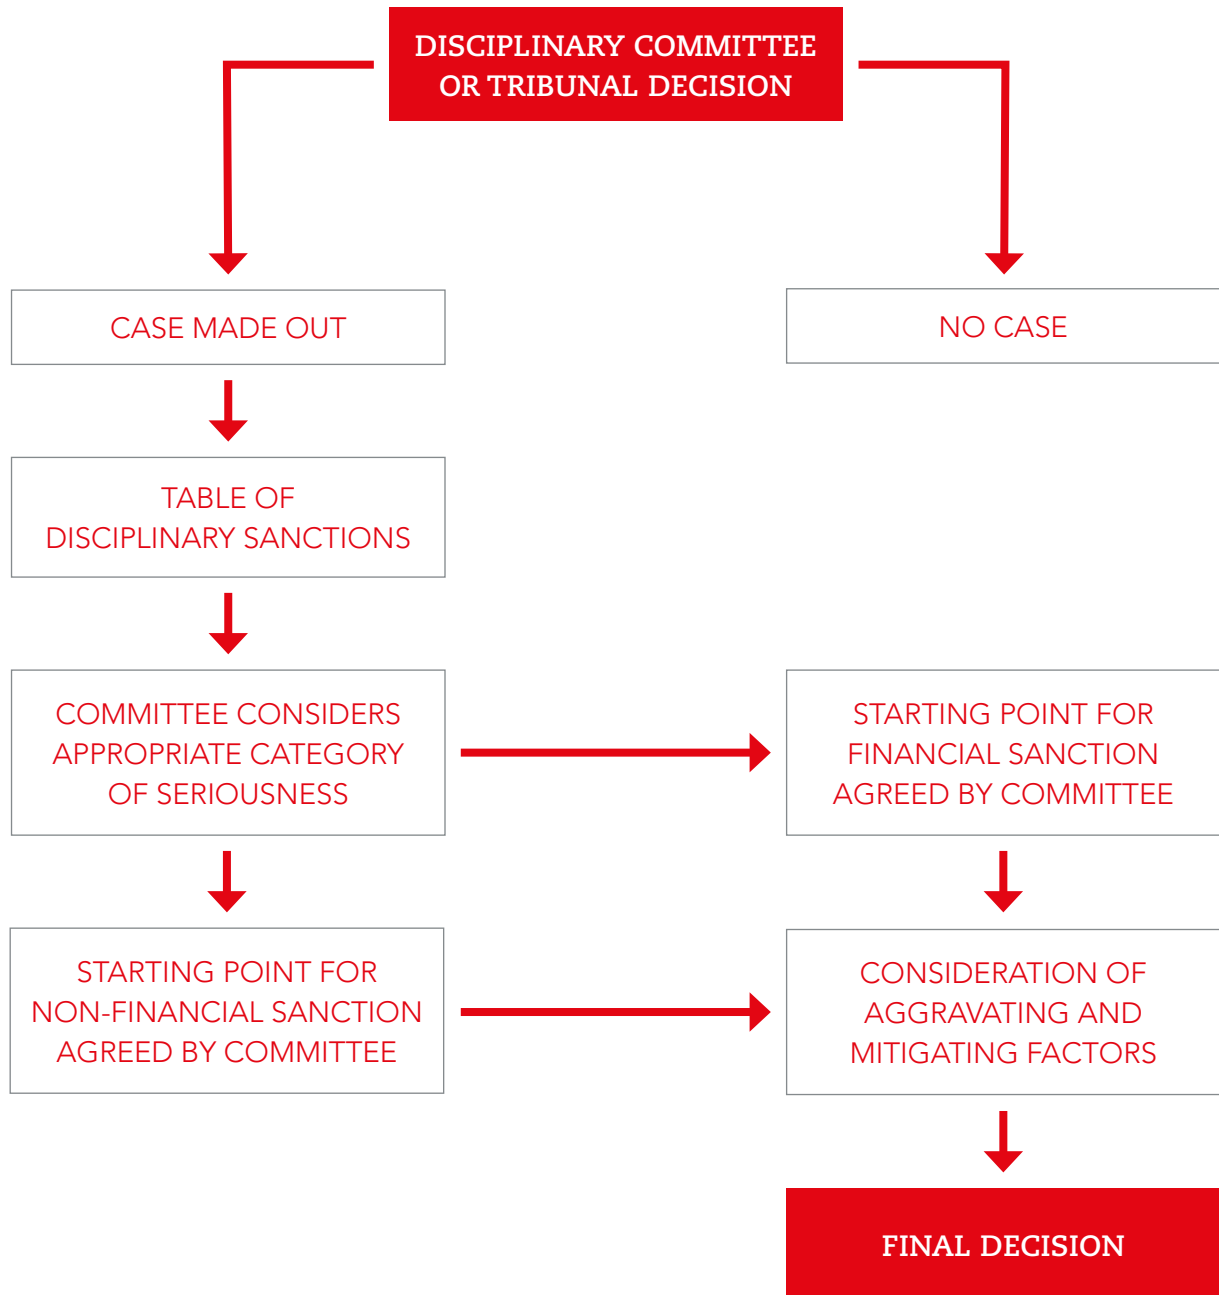 DISCIPLINARY COMMITTEE
OR TRIBUNAL DECISION
CASE MADE OUT
NO CASE
TABLE OF
DISCIPLINARY SANCTIONS
COMMITTEE CONSIDERS
APPROPRIATE CATEGORY
OF SERIOUSNESS
STARTING POINT FOR
FINANCIAL SANCTION
AGREED BY COMMITTEE
STARTING POINT FOR
NON-FINANCIAL SANCTION
AGREED BY COMMITTEE
CONSIDERATION OF
AGGRAVATING AND
MITIGATING FACTORS
FINAL DECISION